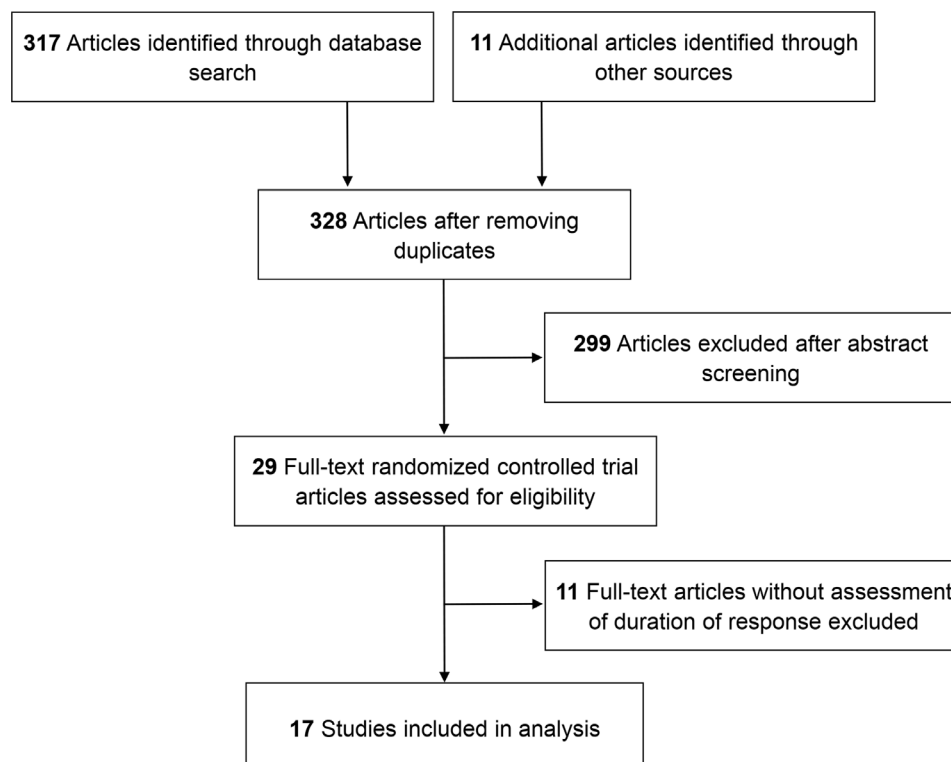 317 Articles identified through database
search
11 Additional articles identified through
other sources
328 Articles after removing
duplicates
299 Articles excluded after abstract
screening
29 Full-text randomized controlled trial
articles assessed for eligibility
11 Full-text articles without assessment
of duration of response excluded
17 Studies included in analysis